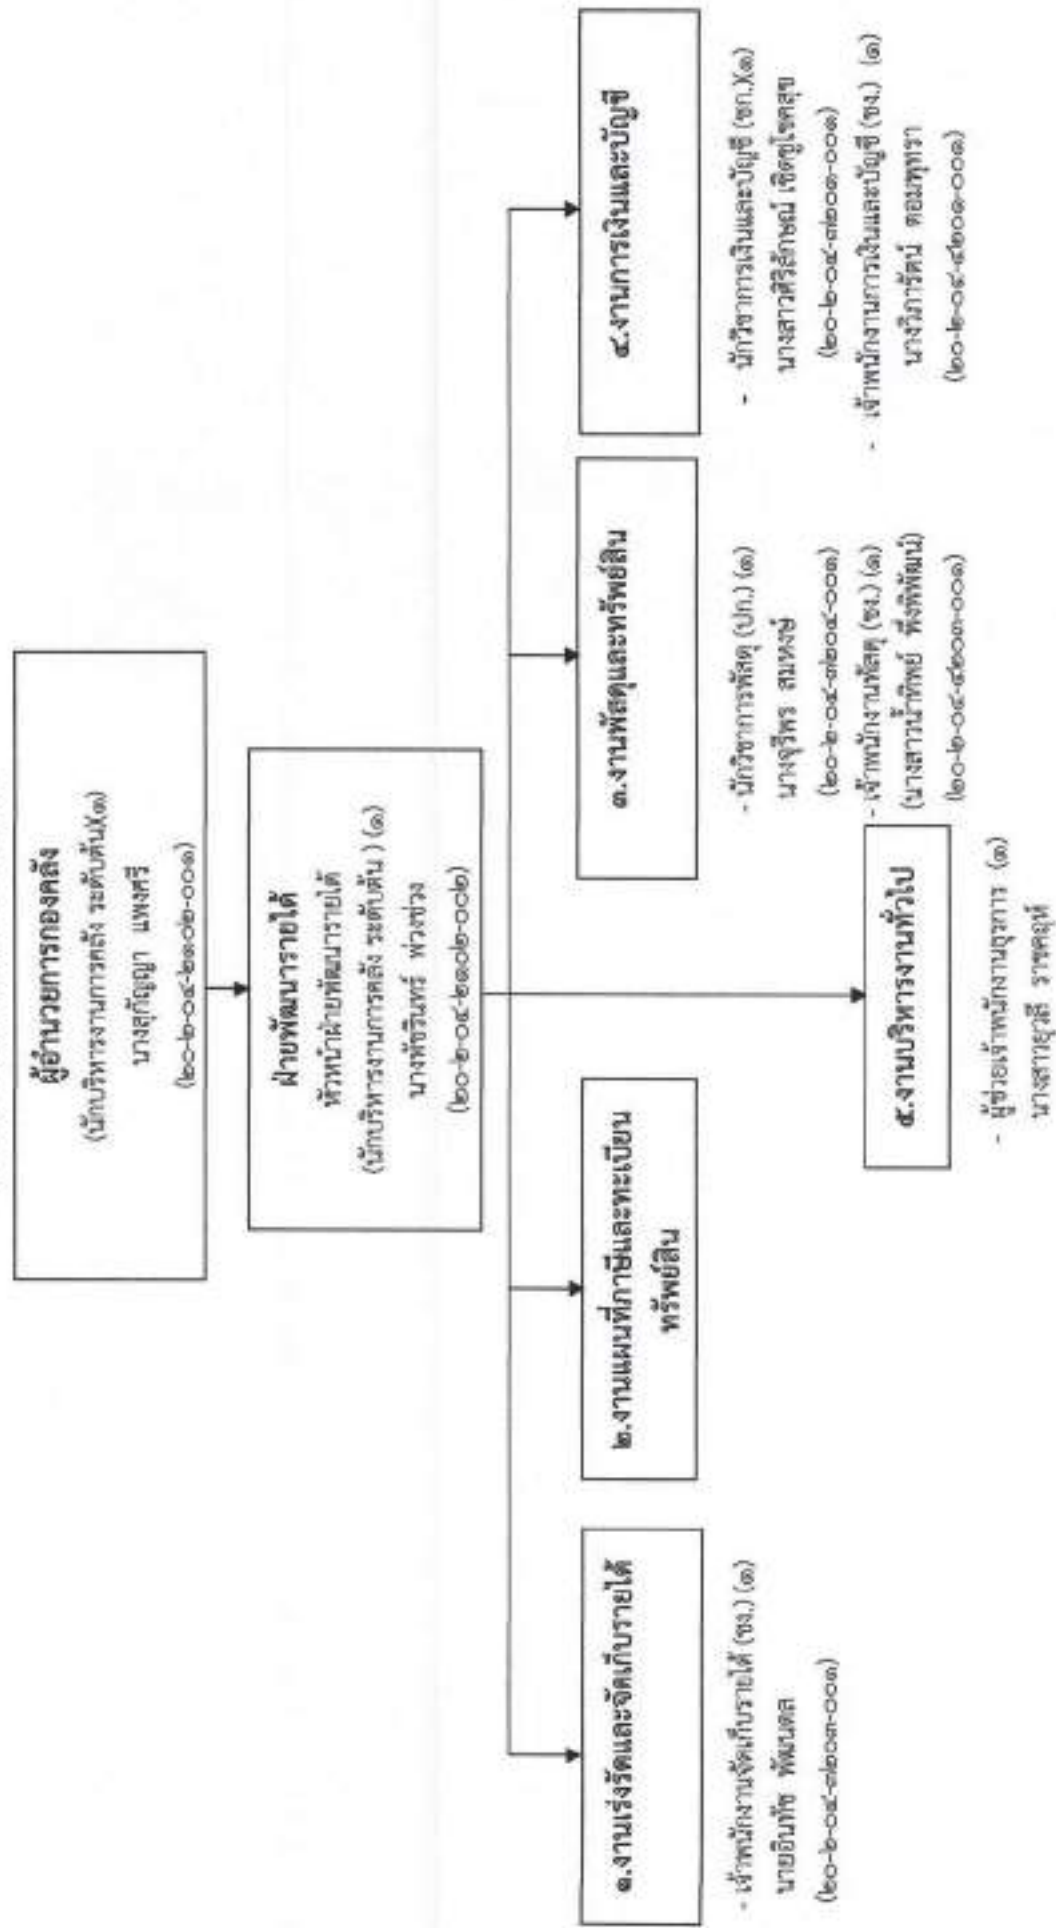 ผู้อำนวยการกองคลัง
(นักบริหารงานการคลัง ระดับต้น)(๑)
แพงศรี
(๒๐-๒-๐๔-๒๑๐๒-๐๐๑)
ฝ่ายพัฒนารายได้
หัวหน้าฝ่ายพัฒนารายได้
(นักบริหารงานการคลัง ระดับต้น ) (๑)
นางพัชรินทร์ พ่วงช่วง
(๒๐-๒-๐๔-๒๑๐๒-๐๐๒)
๑.งานเร่งรัดและจัดเก็บรายได้
- เจ้าพนักงานจัดเก็บรายได้ (ชง.) (๑)
นายอินทัช พัฒนดล
(๒๐-๒-๐๔-๓๒๐๓-๐๐๑)
๒.งานแผนที่ภาษีและทะเบียน
ทรัพย์สิน
๓.งานพัสดุและทรัพย์สิน
- นักวิชาการพัสดุ (ปก.) (๑)
นางจุรีพร สมหงษ์
(๒๐-๒-๐๔-๓๒๐๔-๐๐๑)
- เจ้าพนักงานพัสดุ (ชง.) (๑)
(นางสาวน้ำทิพย์ พึ่งพิพัฒน์)
(๒๐-๒-๐๔-๔๒๐๓-๐๐๑)
๔.งานการเงินและบัญชี
- นักวิชาการเงินและบัญชี (ชก.)(๑)
นางสาวศิริลักษณ์ เชิดชูโชคสุข
(๒๐-๒-๐๔-๓๒๐๑-๐๐๑)
- เจ้าพนักงานการเงินและบัญชี (ชง.) (๑)
นางวิภารัตน์ ตอมพุทรา
(๒๐-๒-๐๔-๔๒๐๑-๐๐๑)
๕.งานบริหารงานทั่วไป
- ผู้ช่วยเจ้าพนักงานธุรการ (๑)